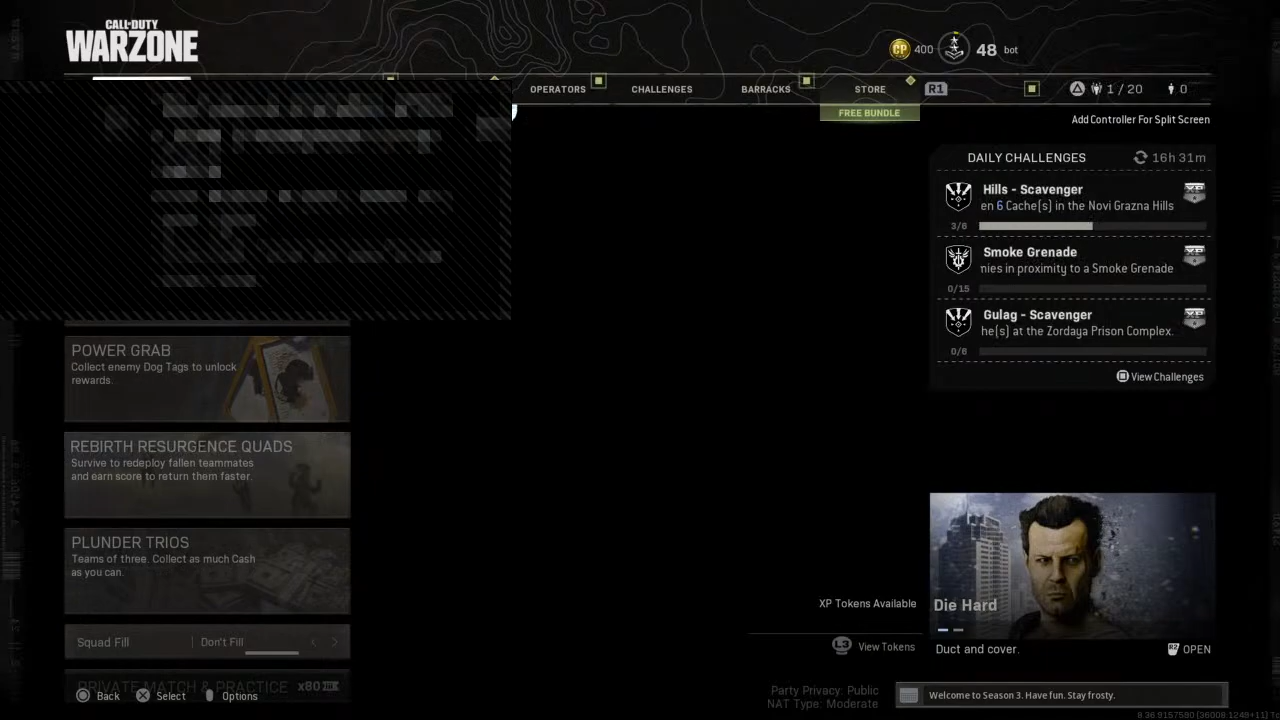 CALL OF DUTY
WARZONE
CP 400 48 bot
OPERATORS CHALLENGES BARRACKS STORE R1 1 / 20 0
FREE BUNDLE
Add Controller For Split Screen
DAILY CHALLENGES 16h 31m
Hills - Scavenger
en 6 Cache(s) in the Novi Grazna Hills
3/6
Smoke Grenade
nies in proximity to a Smoke Grenade
0/15
Gulag - Scavenger
he(s) at the Zordaya Prison Complex.
0/6
View Challenges
POWER GRAB
Collect enemy Dog Tags to unlock
rewards.
REBIRTH RESURGENCE QUADS
Survive to redeploy fallen teammates
and earn score to return them faster.
PLUNDER TRIOS
Teams of three. Collect as much Cash
as you can.
Squad Fill Don't Fill
PRIVATE MATCH & PRACTICE x80
Back Select Options
XP Tokens Available
L3 View Tokens
Die Hard
Duct and cover.
R2 OPEN
Party Privacy: Public
NAT Type: Moderate
Welcome to Season 3. Have fun. Stay frosty.